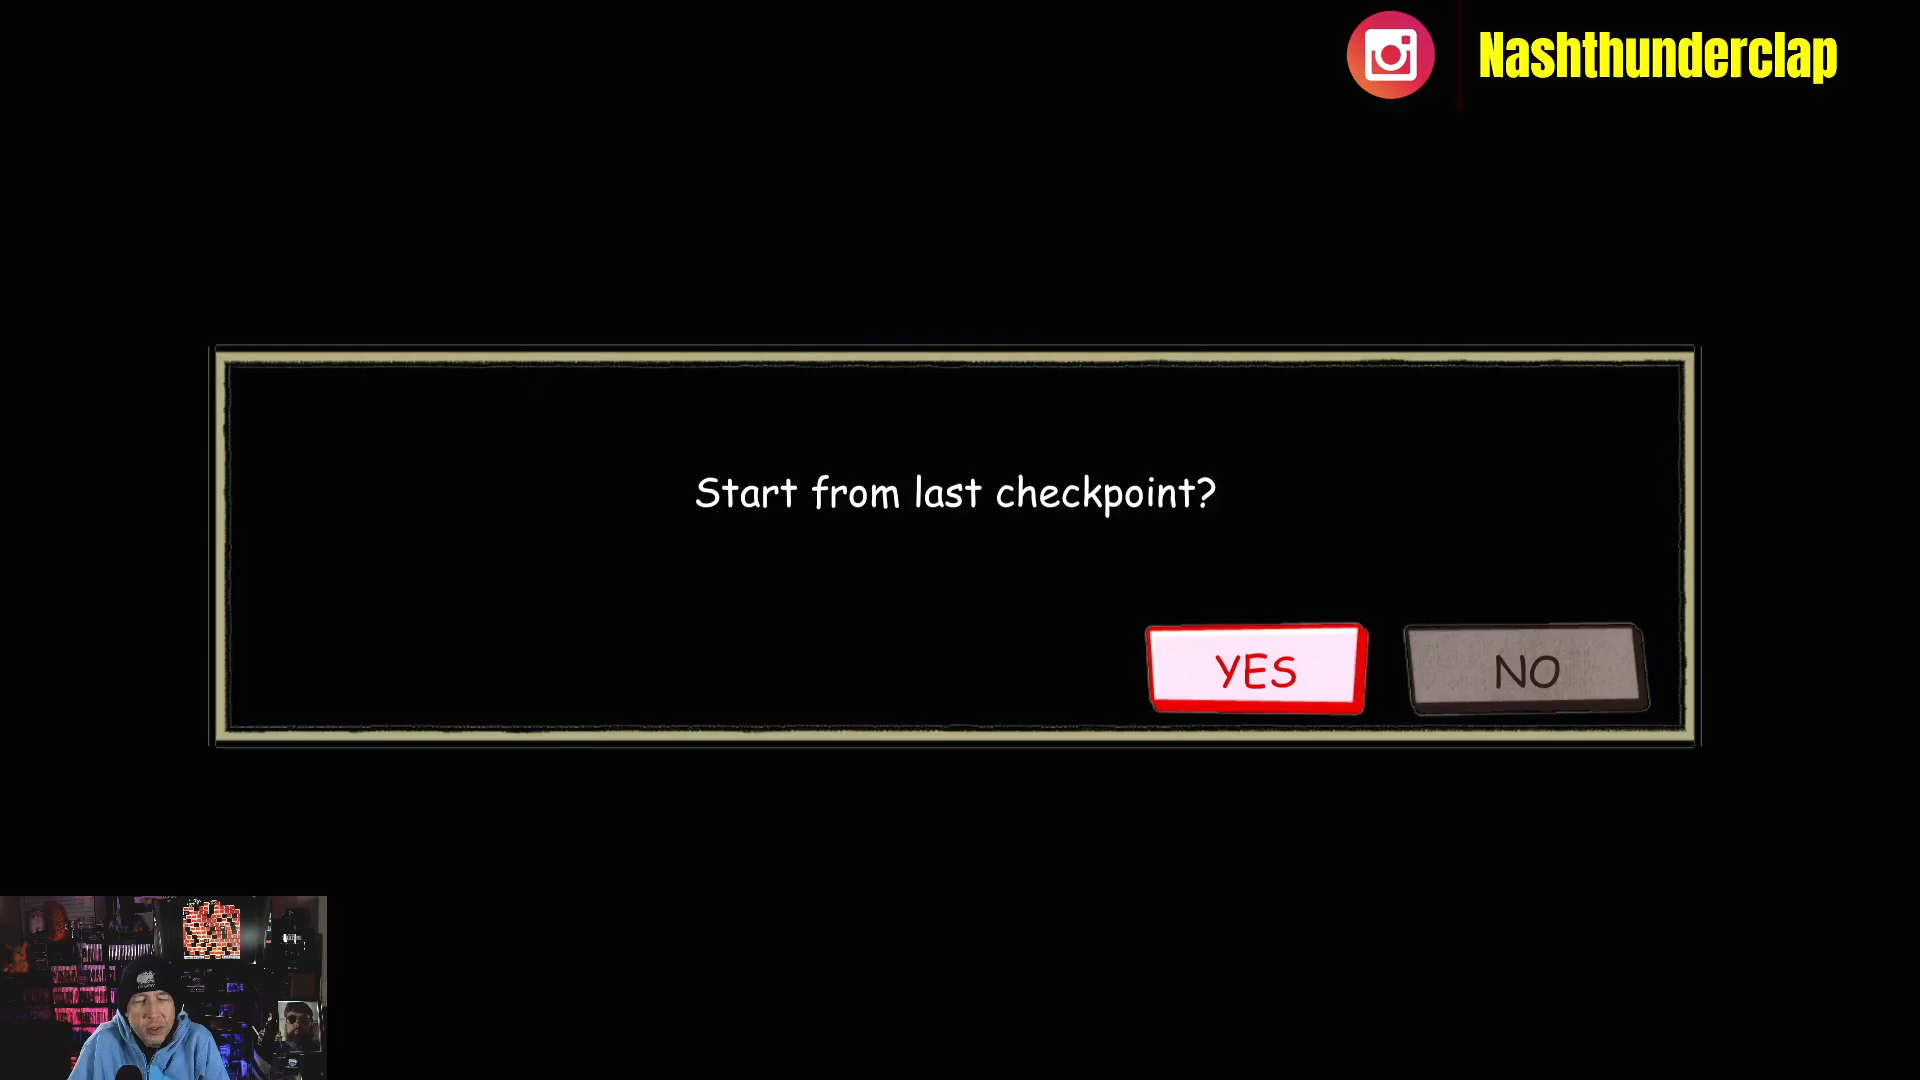 Nashthunderclap
Start from last checkpoint?
YES
NO